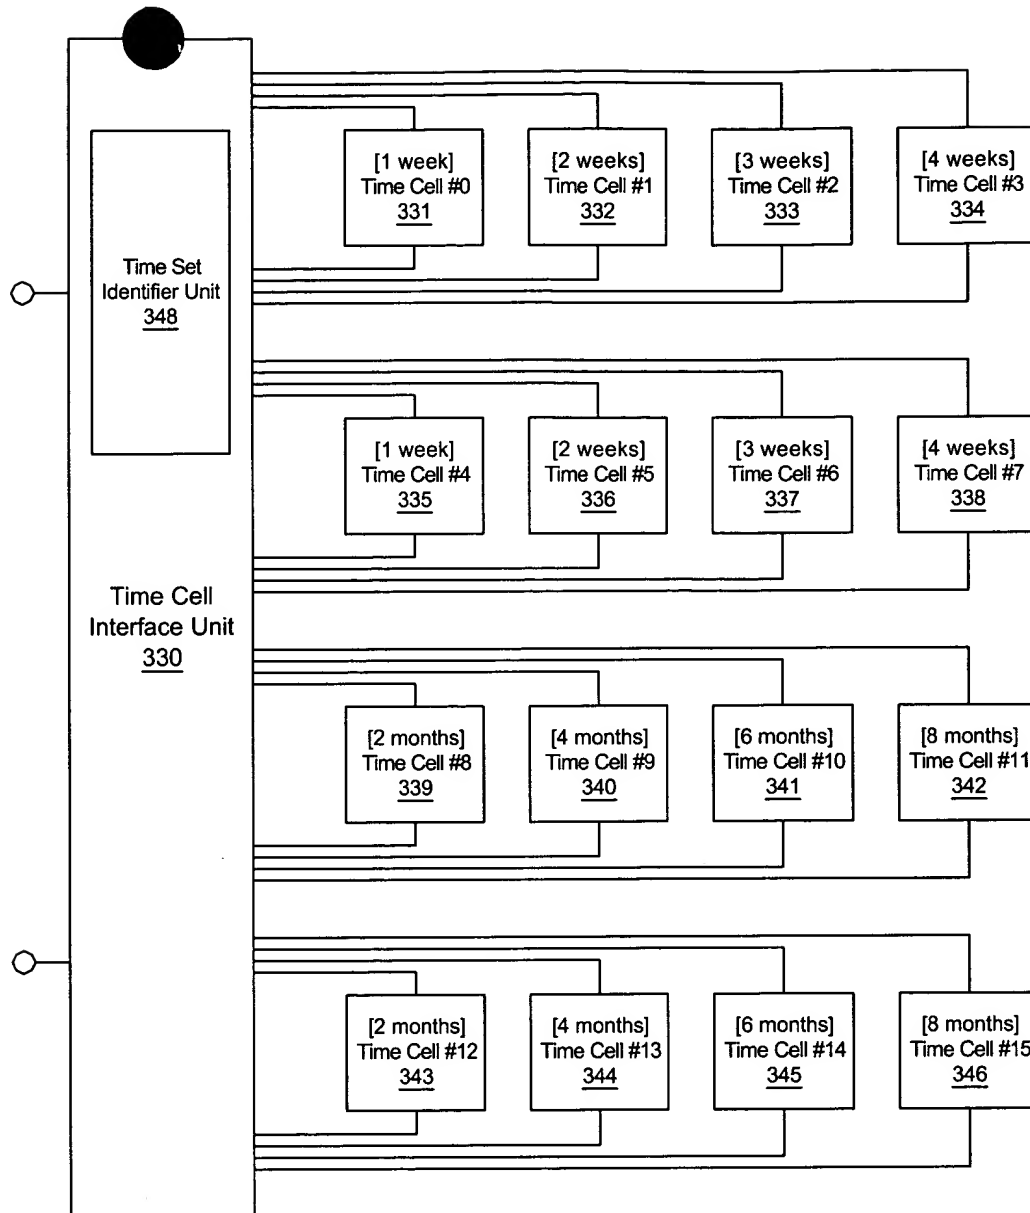 [1 week]
Time Cell #0
331
[2 weeks]
Time Cell #1
332
[3 weeks]
Time Cell #2
333
[4 weeks]
Time Cell #3
334
Time Set
Identifier Unit
348
[1 week]
Time Cell #4
335
[2 weeks]
Time Cell #5
336
[3 weeks]
Time Cell #6
337
[4 weeks]
Time Cell #7
338
Time Cell
Interface Unit
330
[2 months]
Time Cell #8
339
[4 months]
Time Cell #9
340
[6 months]
Time Cell #10
341
[8 months]
Time Cell #11
342
[2 months]
Time Cell #12
343
[4 months]
Time Cell #13
344
[6 months]
Time Cell #14
345
[8 months]
Time Cell #15
346